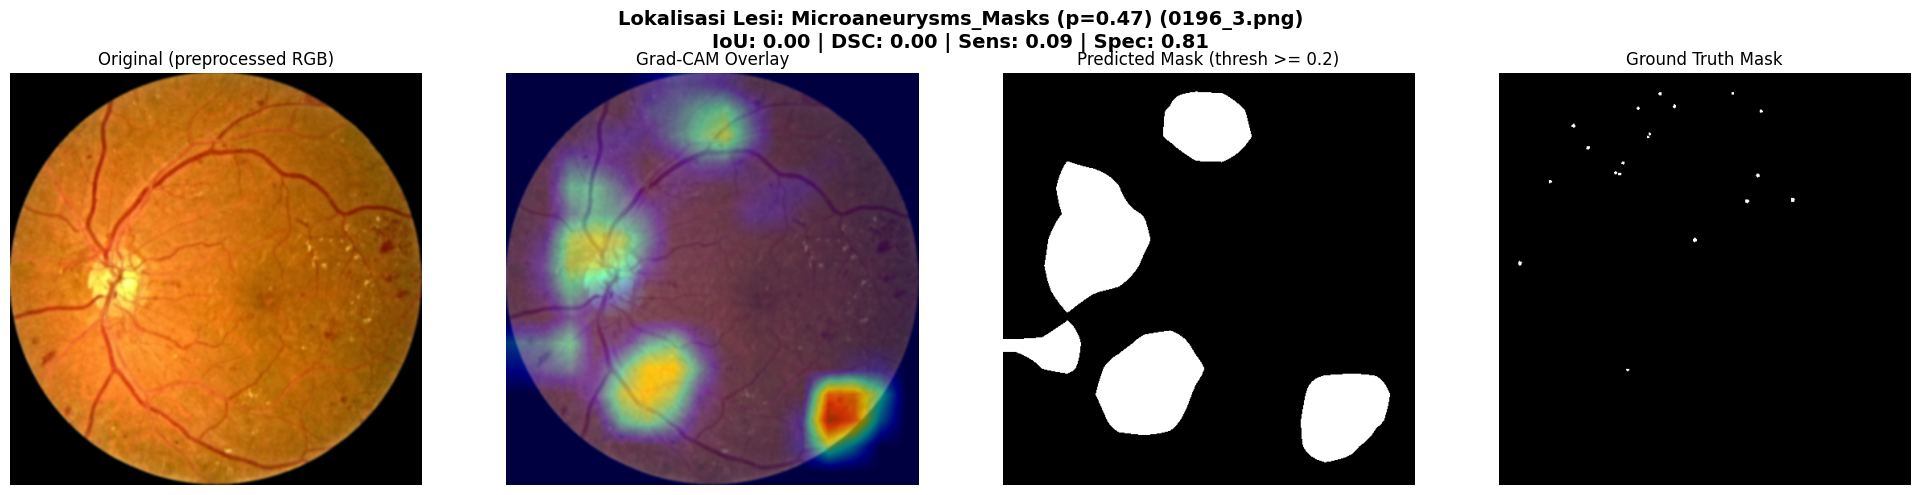 Lokalisasi Lesi: Microaneurysms_Masks (p=0.47) (0196_3.png)
IoU: 0.00 | DSC: 0.00 | Sens: 0.09 | Spec: 0.81
Original (preprocessed RGB)
Grad-CAM Overlay
Predicted Mask (thresh >= 0.2)
Ground Truth Mask